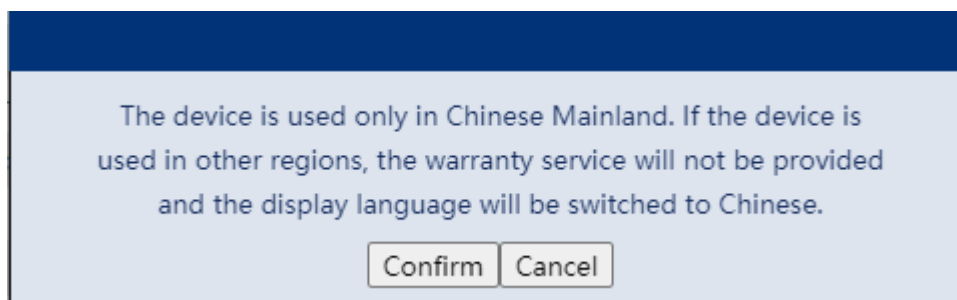 The device is used only in Chinese Mainland. If the device is
used in other regions, the warranty service will not be provided
and the display language will be switched to Chinese.
Confirm Cancel